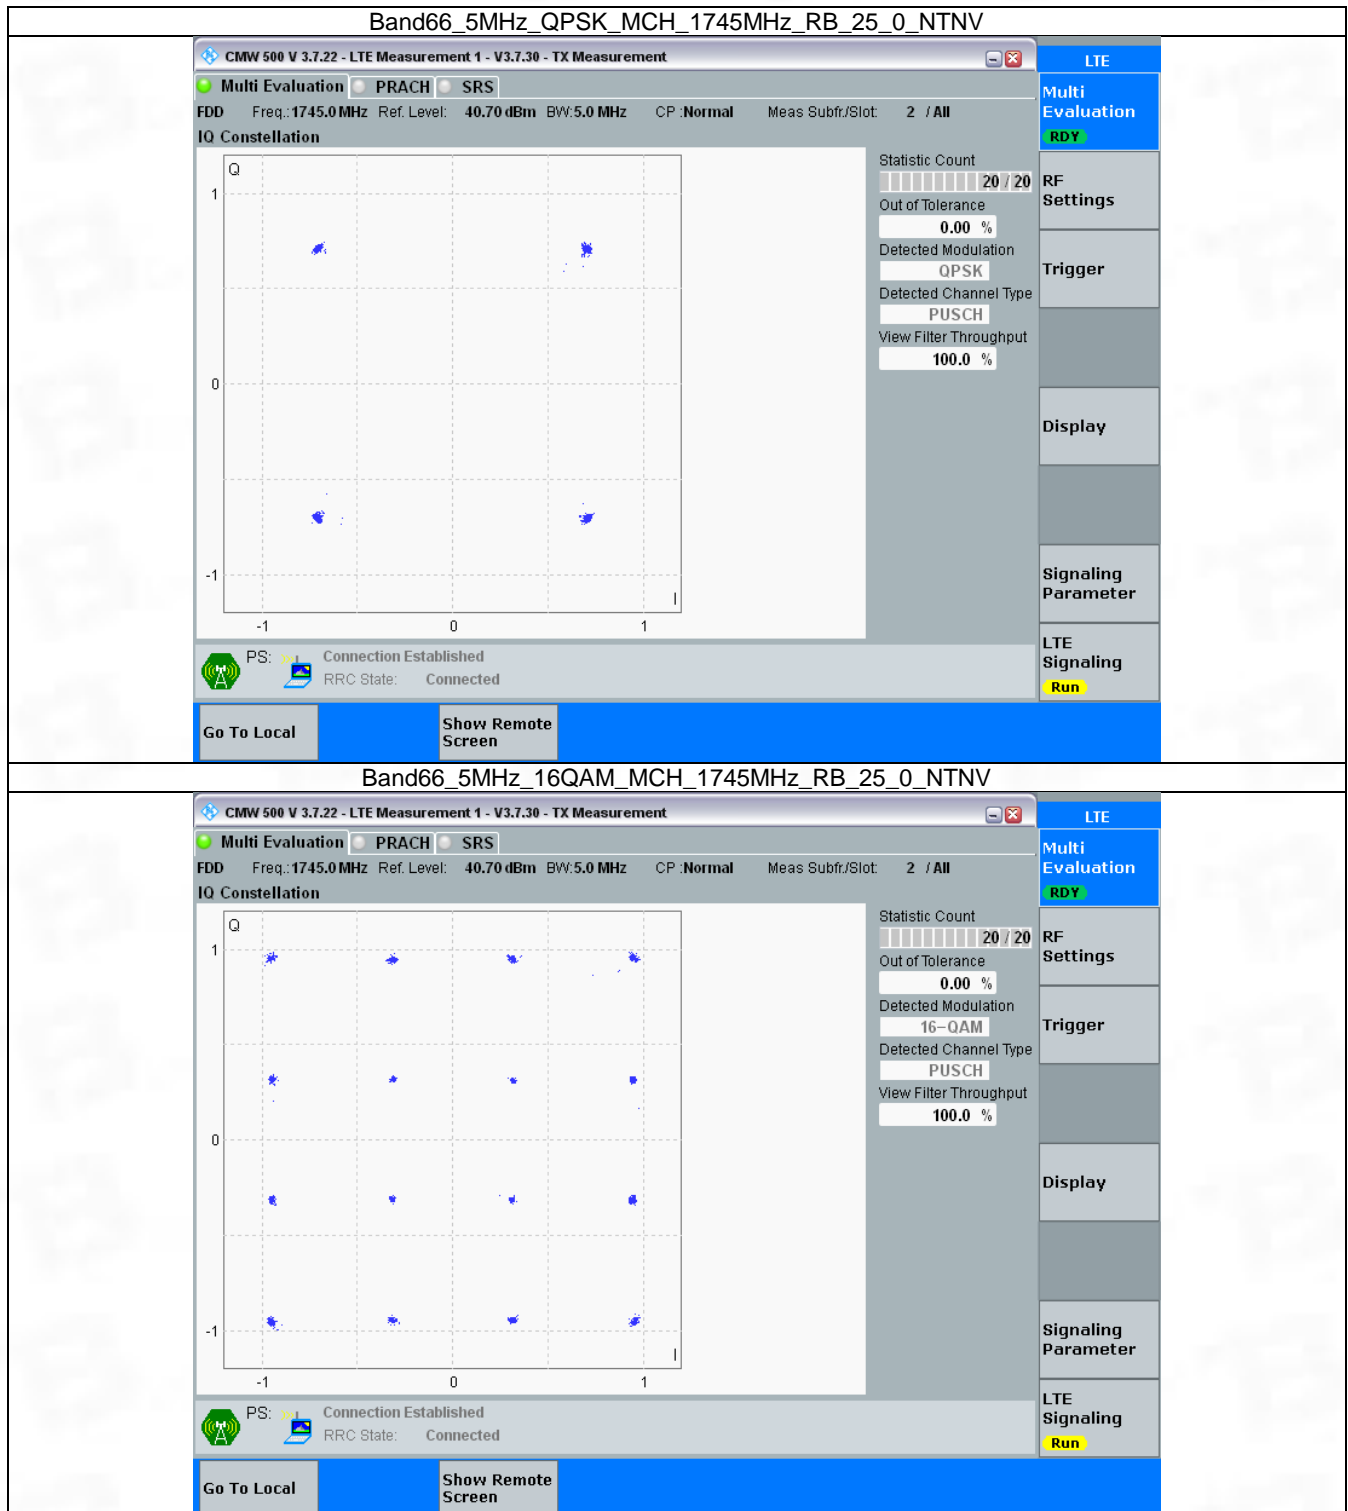 Band66_5MHz_QPSK_MCH_1745MHz_RB_25_0_NTNV
CMW 500 V 3.7.22 - LTE Measurement 1 - V3.7.30 - TX Measurement
LTE
Multi Evaluation PRACH SRS
Multi
Evaluation
RDY
FDD Freq.:1745.0 MHz Ref. Level: 40.70 dBm BW:5.0 MHz CP :Normal Meas Subfr./Slot: 2 / All
IQ Constellation
Q
1
0
-1
I
-1 0 1
Statistic Count
20 / 20
Out of Tolerance
0.00 %
Detected Modulation
QPSK
Detected Channel Type
PUSCH
View Filter Throughput
100.0 %
RF
Settings
Trigger
Display
Signaling
Parameter
LTE
Signaling
Run
PS: Connection Established
RRC State: Connected
Go To Local
Show Remote
Screen
Band66_5MHz_16QAM_MCH_1745MHz_RB_25_0_NTNV
CMW 500 V 3.7.22 - LTE Measurement 1 - V3.7.30 - TX Measurement
LTE
Multi Evaluation PRACH SRS
Multi
Evaluation
RDY
FDD Freq.:1745.0 MHz Ref. Level: 40.70 dBm BW:5.0 MHz CP :Normal Meas Subfr./Slot: 2 / All
IQ Constellation
Q
1
0
-1
I
-1 0 1
Statistic Count
20 / 20
Out of Tolerance
0.00 %
Detected Modulation
16-QAM
Detected Channel Type
PUSCH
View Filter Throughput
100.0 %
RF
Settings
Trigger
Display
Signaling
Parameter
LTE
Signaling
Run
PS: Connection Established
RRC State: Connected
Go To Local
Show Remote
Screen